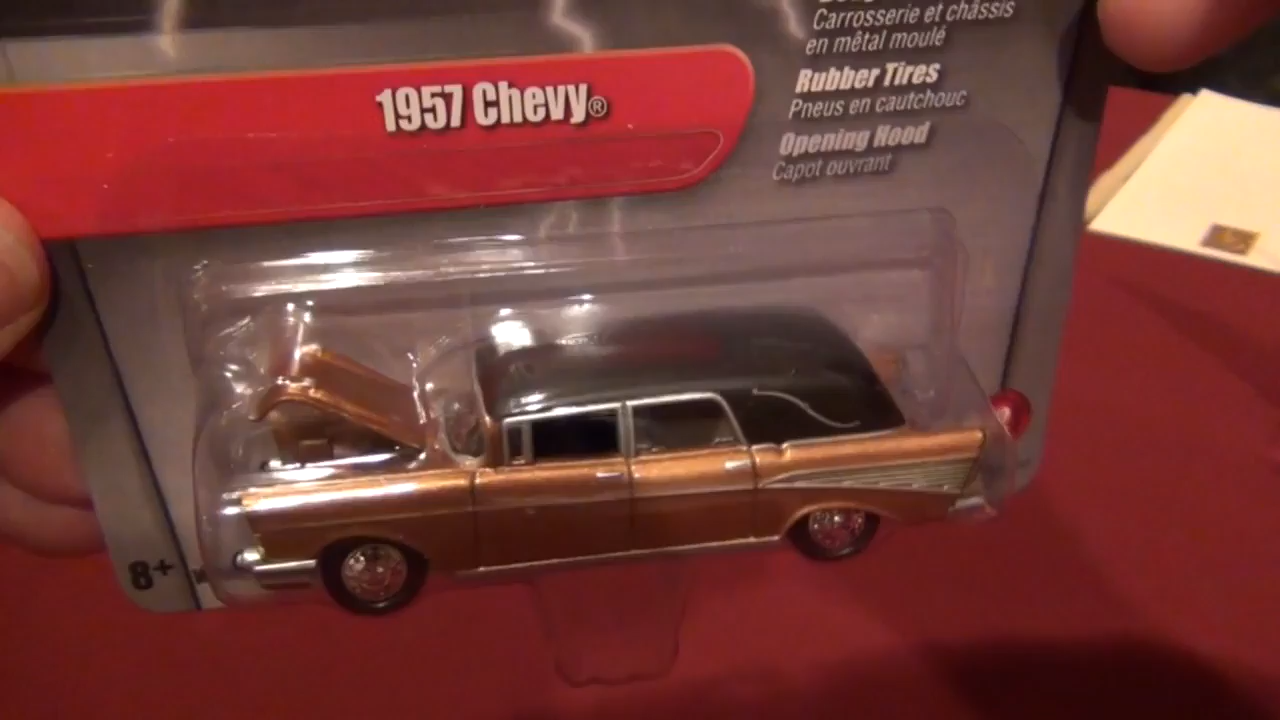 1957 Chevy®
Carrosserie et châssis
en métal moulé
Rubber Tires
Pneus en cautchouc
Opening Hood
Capot ouvrant
8+